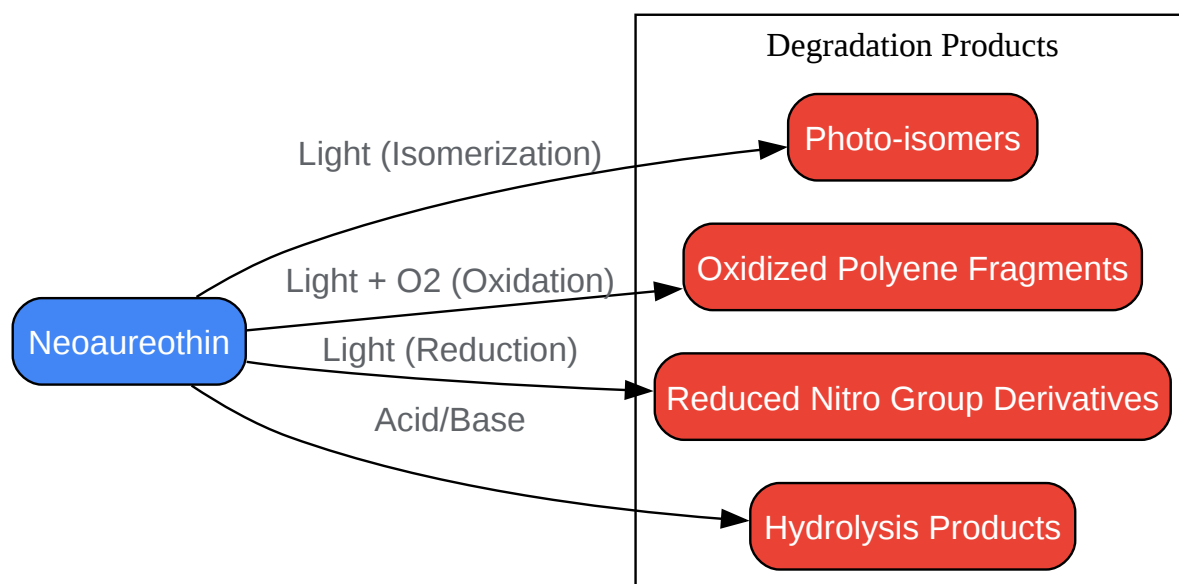 Degradation Products
Light (Isomerization)
Photo-isomers
Light + O2 (Oxidation)
Oxidized Polyene Fragments
Neoaureothin
Light (Reduction)
Reduced Nitro Group Derivatives
Acid/Base
Hydrolysis Products